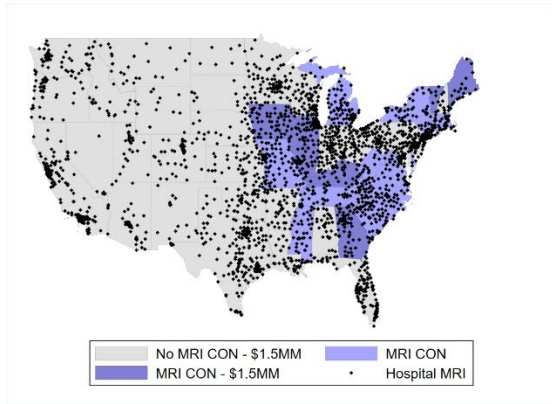 No MRI CON - $1.5MM MRI CON
MRI CON - $1.5MM Hospital MRI